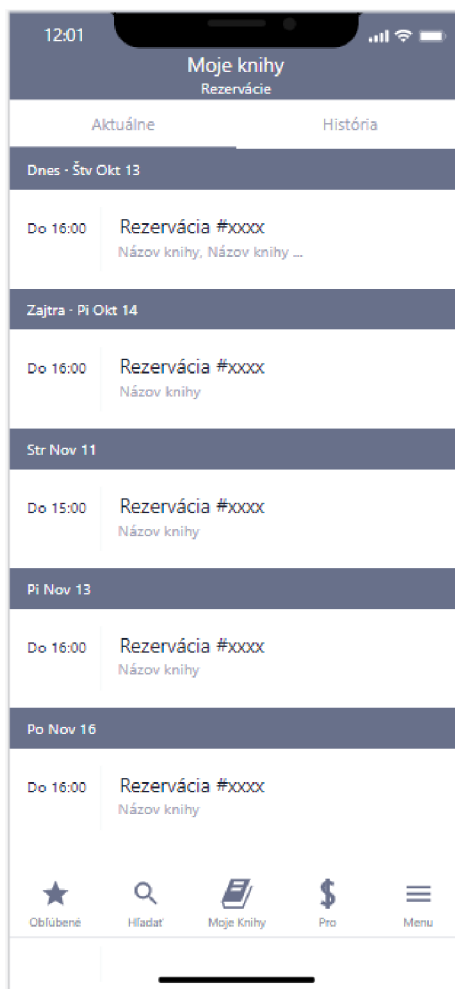 12:01
Moje knihy
Rezervácie
Aktuálne História
Dnes · Štv Okt 13
Do 16:00 Rezervácia #xxxx
Názov knihy, Názov knihy ...
Zajtra · Pi Okt 14
Do 16:00 Rezervácia #xxxx
Názov knihy
Str Nov 11
Do 15:00 Rezervácia #xxxx
Názov knihy
Pi Nov 13
Do 16:00 Rezervácia #xxxx
Názov knihy
Po Nov 16
Do 16:00 Rezervácia #xxxx
Názov knihy
Obľúbené Hľadať Moje Knihy Pro Menu